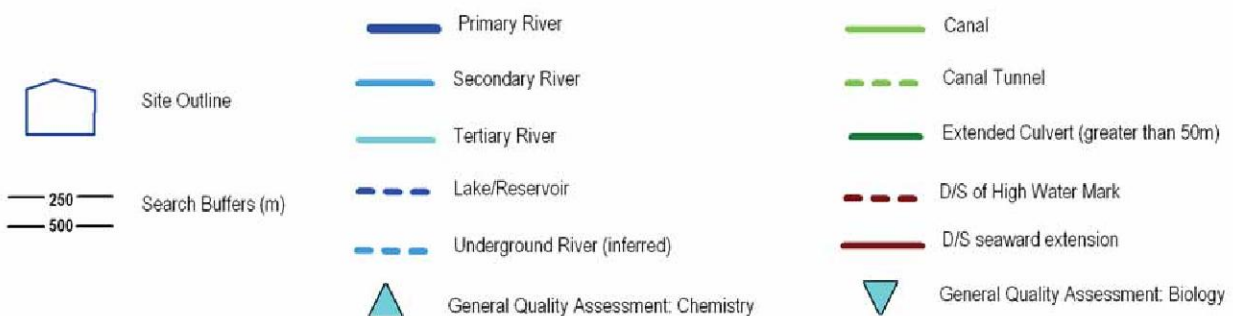 Site Outline
250
500
Search Buffers (m)
Primary River
Secondary River
Tertiary River
Lake/Reservoir
Underground River (inferred)
General Quality Assessment: Chemistry
Canal
Canal Tunnel
Extended Culvert (greater than 50m)
D/S of High Water Mark
D/S seaward extension
General Quality Assessment: Biology